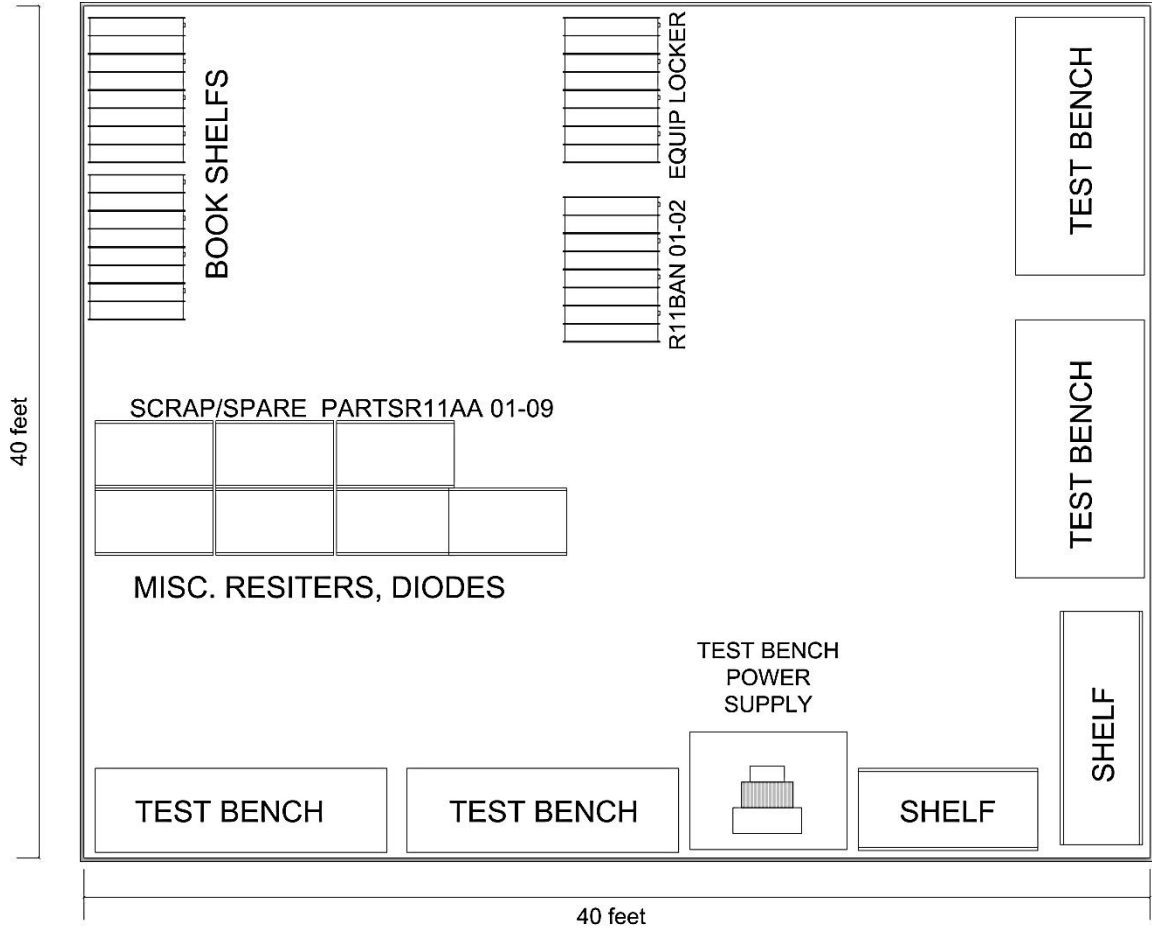 BOOK SHELFS
EQUIP LOCKER
R11BAN 01-02
TEST BENCH
TEST BENCH
40 feet
SCRAP/SPARE PARTSR11AA 01-09
MISC. RESITERS, DIODES
TEST BENCH
POWER
SUPPLY
SHELF
TEST BENCH
TEST BENCH
SHELF
40 feet